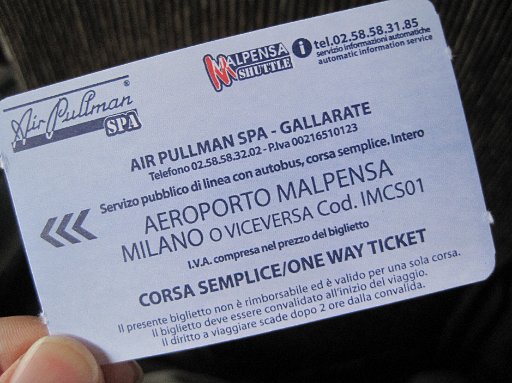 Air Pullman ®
SPA
MALPENSA
SHUTTLE
i tel.02.58.58.31.85
servizio informazioni automatiche
automatic information service
AIR PULLMAN SPA - GALLARATE
Telefono 02.58.58.32.02 - P.Iva 00216510123
Servizo pubblico di linea con autobus, corsa semplice. Intero
AEROPORTO MALPENSA
MILANO O VICEVERSA Cod. IMCS01
I.V.A. compresa nel prezzo del biglietto
CORSA SEMPLICE/ONE WAY TICKET
Il presente biglietto non è rimborsabile ed è valido per una sola corsa.
Il biglietto deve essere convalidato all'inizio del viaggio.
Il diritto a viaggiare scade dopo 2 ore dalla convalida.